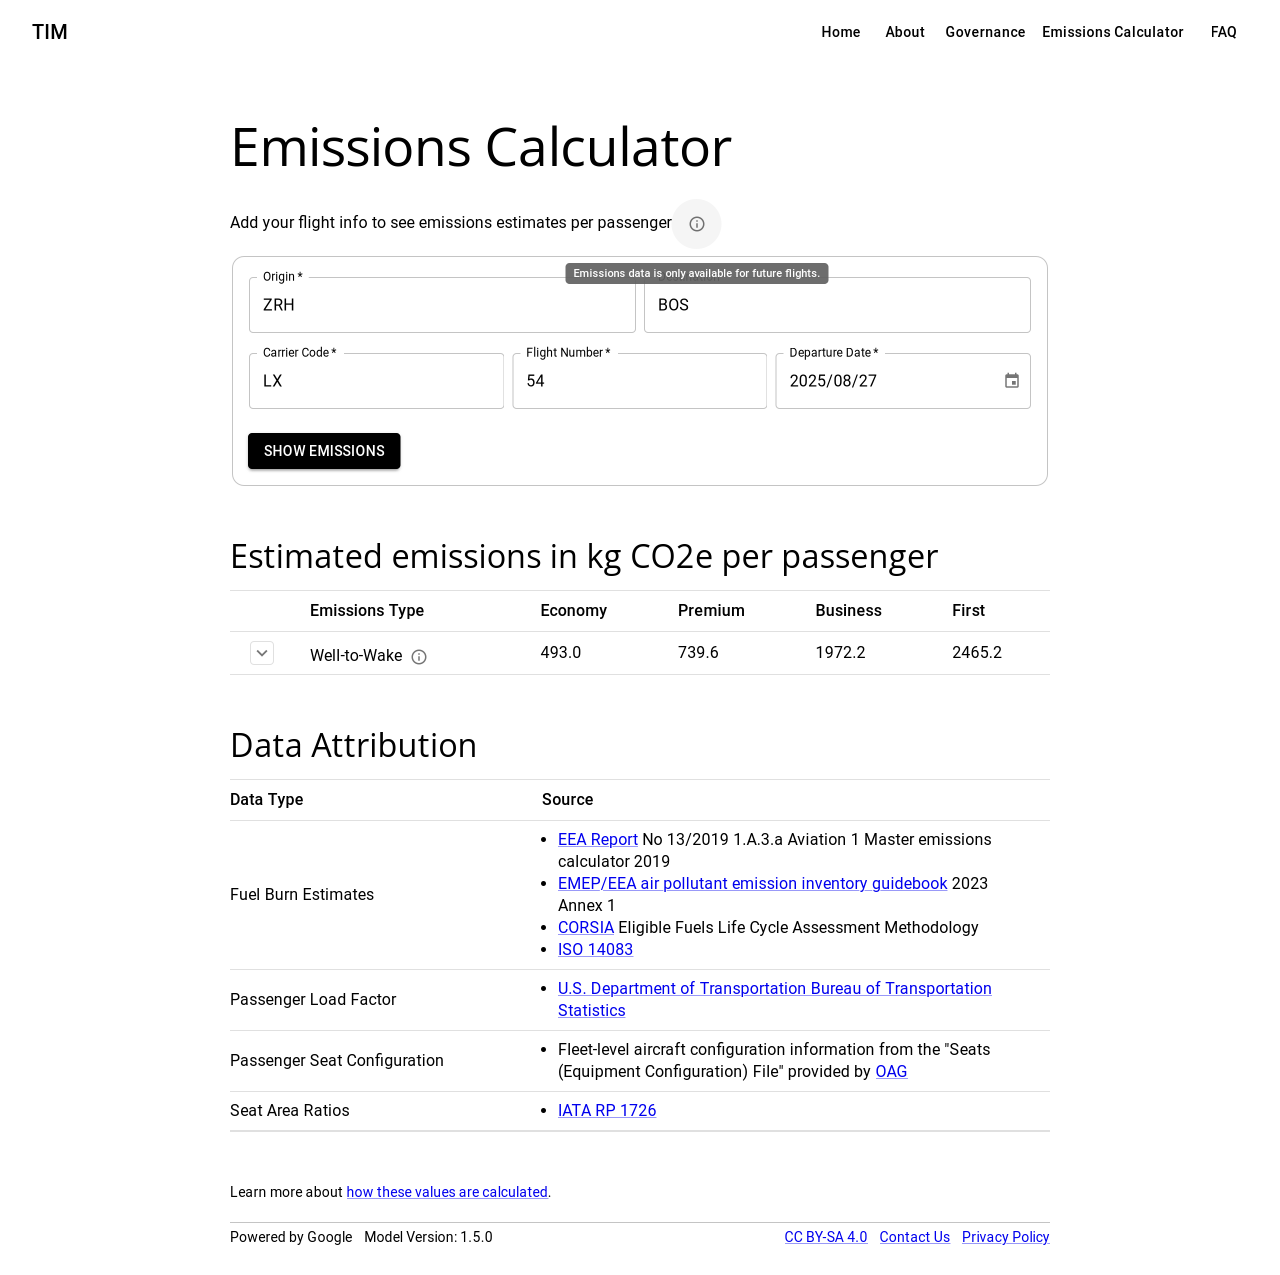 TIM
Home About Governance Emissions Calculator FAQ
Emissions Calculator
Add your flight info to see emissions estimates per passenger
Emissions data is only available for future flights.
Origin *
ZRH
BOS
Carrier Code * Flight Number * Departure Date *
LX 54 2025/08/27
SHOW EMISSIONS
Estimated emissions in kg CO2e per passenger
Emissions Type Economy Premium Business First
Well-to-Wake 493.0 739.6 1972.2 2465.2
Data Attribution
Data Type Source
Fuel Burn Estimates
• EEA Report No 13/2019 1.A.3.a Aviation 1 Master emissions
calculator 2019
• EMEP/EEA air pollutant emission inventory guidebook 2023
Annex 1
• CORSIA Eligible Fuels Life Cycle Assessment Methodology
• ISO 14083
Passenger Load Factor
• U.S. Department of Transportation Bureau of Transportation
Statistics
Passenger Seat Configuration
• Fleet-level aircraft configuration information from the "Seats
(Equipment Configuration) File" provided by OAG
Seat Area Ratios
• IATA RP 1726
Learn more about how these values are calculated.
Powered by Google Model Version: 1.5.0 CC BY-SA 4.0 Contact Us Privacy Policy